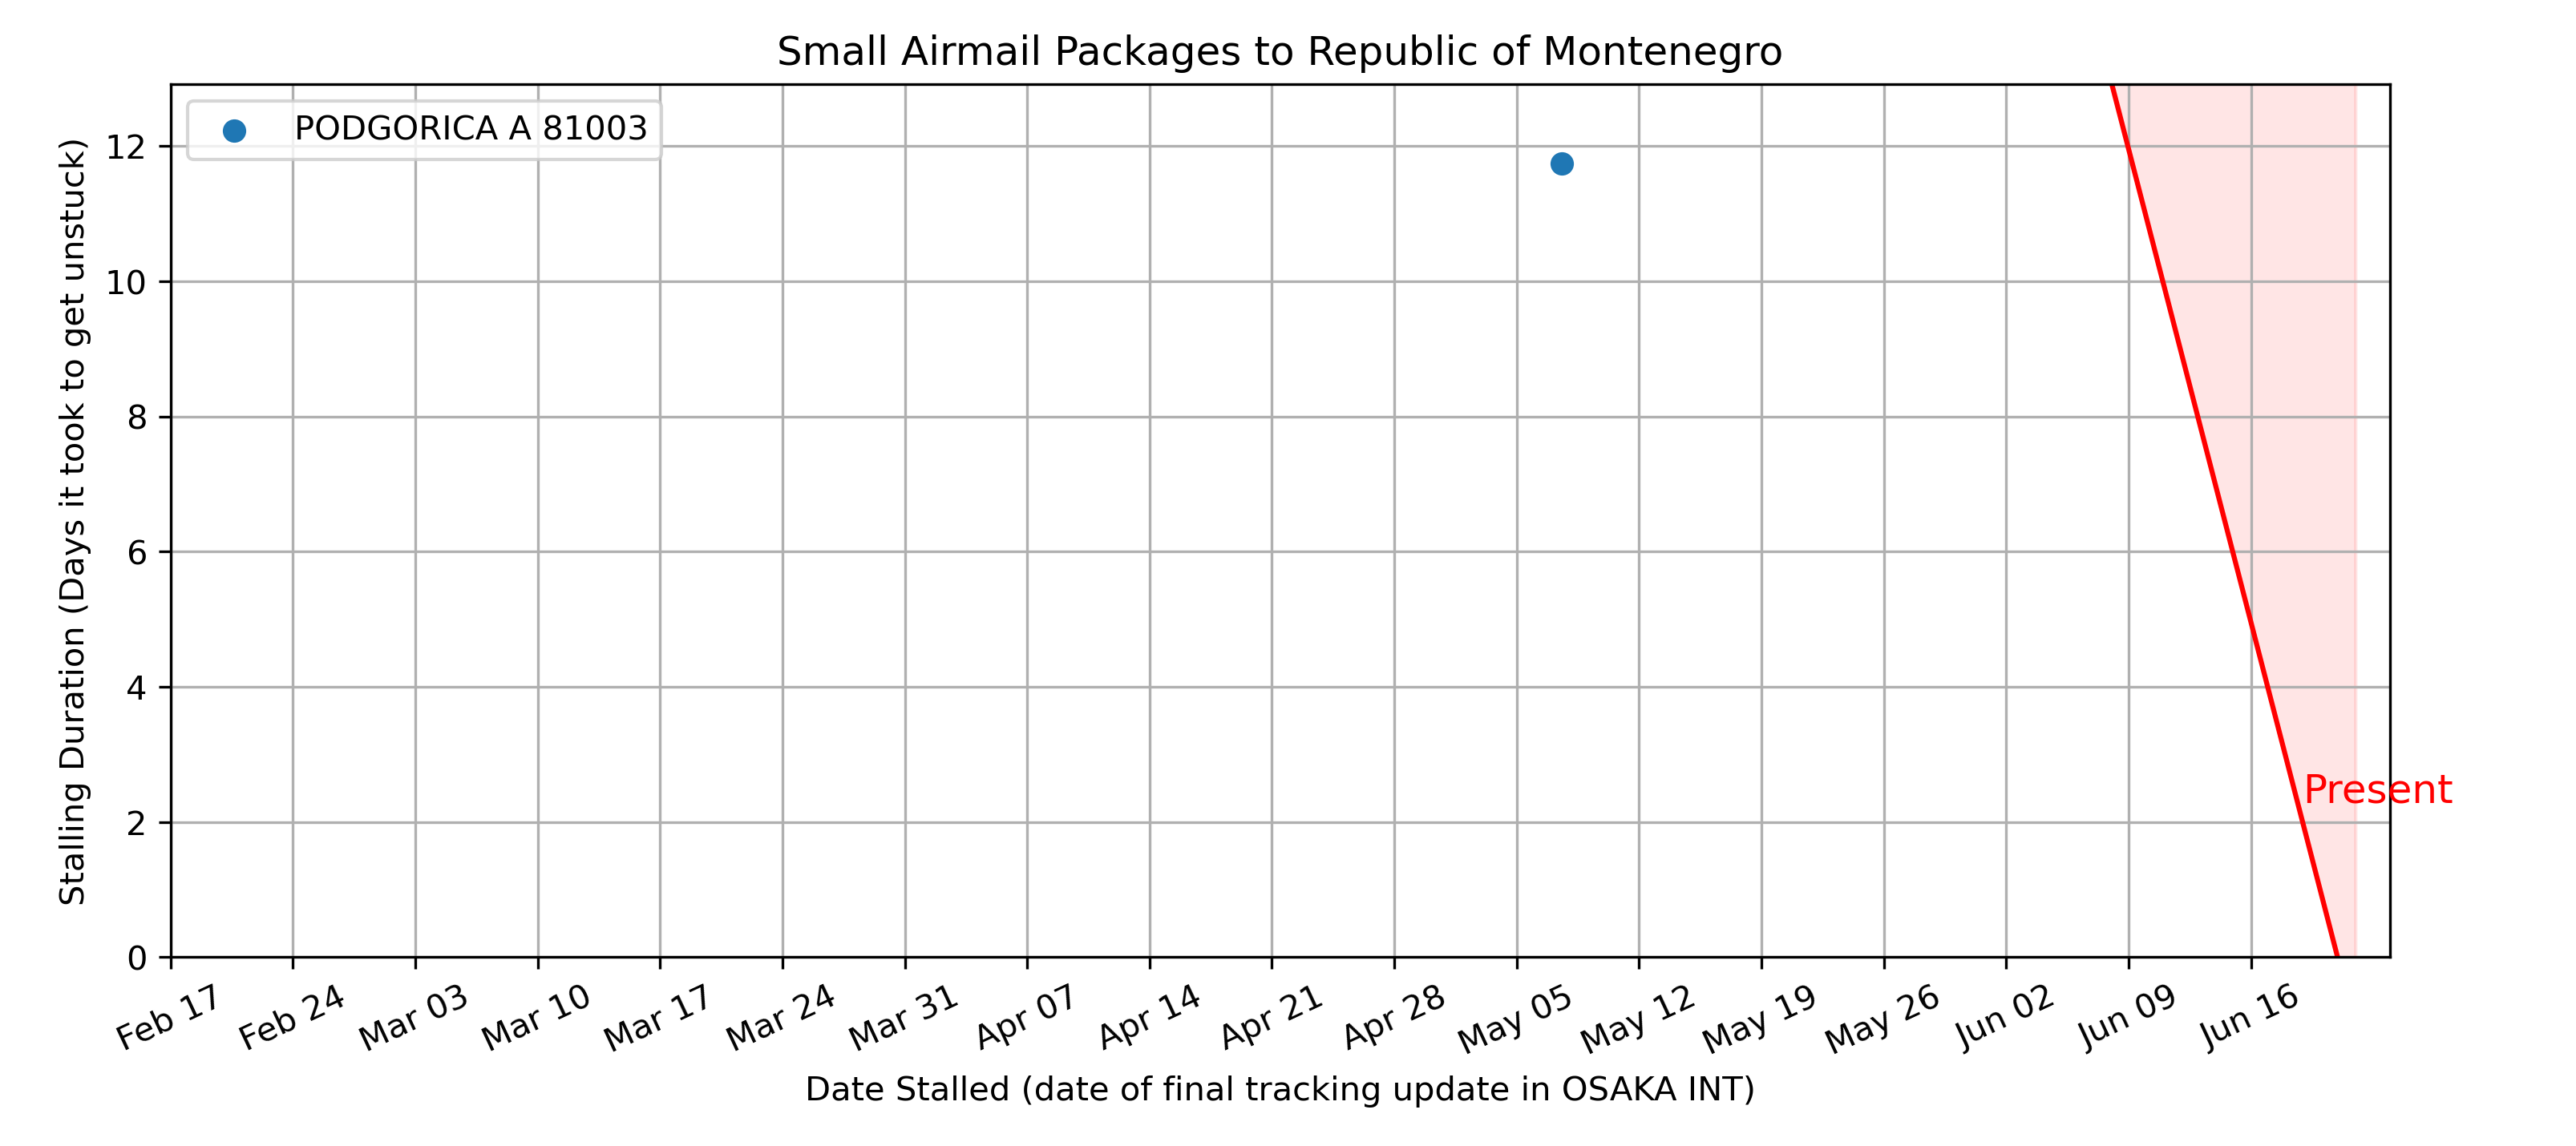 Small Airmail Packages to Republic of Montenegro
PODGORICA A 81003
Stalling Duration (Days it took to get unstuck)
12
10
8
6
4
2
0
Present
Feb 17
Feb 24
Mar 03
Mar 10
Mar 17
Mar 24
Mar 31
Apr 07
Apr 14
Apr 21
Apr 28
May 05
May 12
May 19
May 26
Jun 02
Jun 09
Jun 16
Date Stalled (date of final tracking update in OSAKA INT)